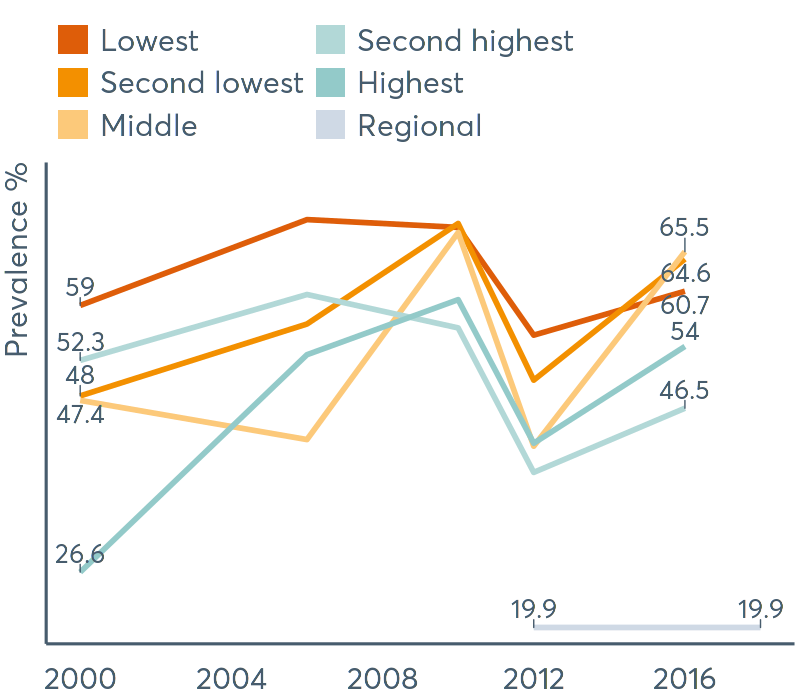 Lowest
Second lowest
Middle
Second highest
Highest
Regional
Prevalence %
59
52.3
48
47.4
26.6
65.5
64.6
60.7
54
46.5
19.9
19.9
2000 2004 2008 2012 2016